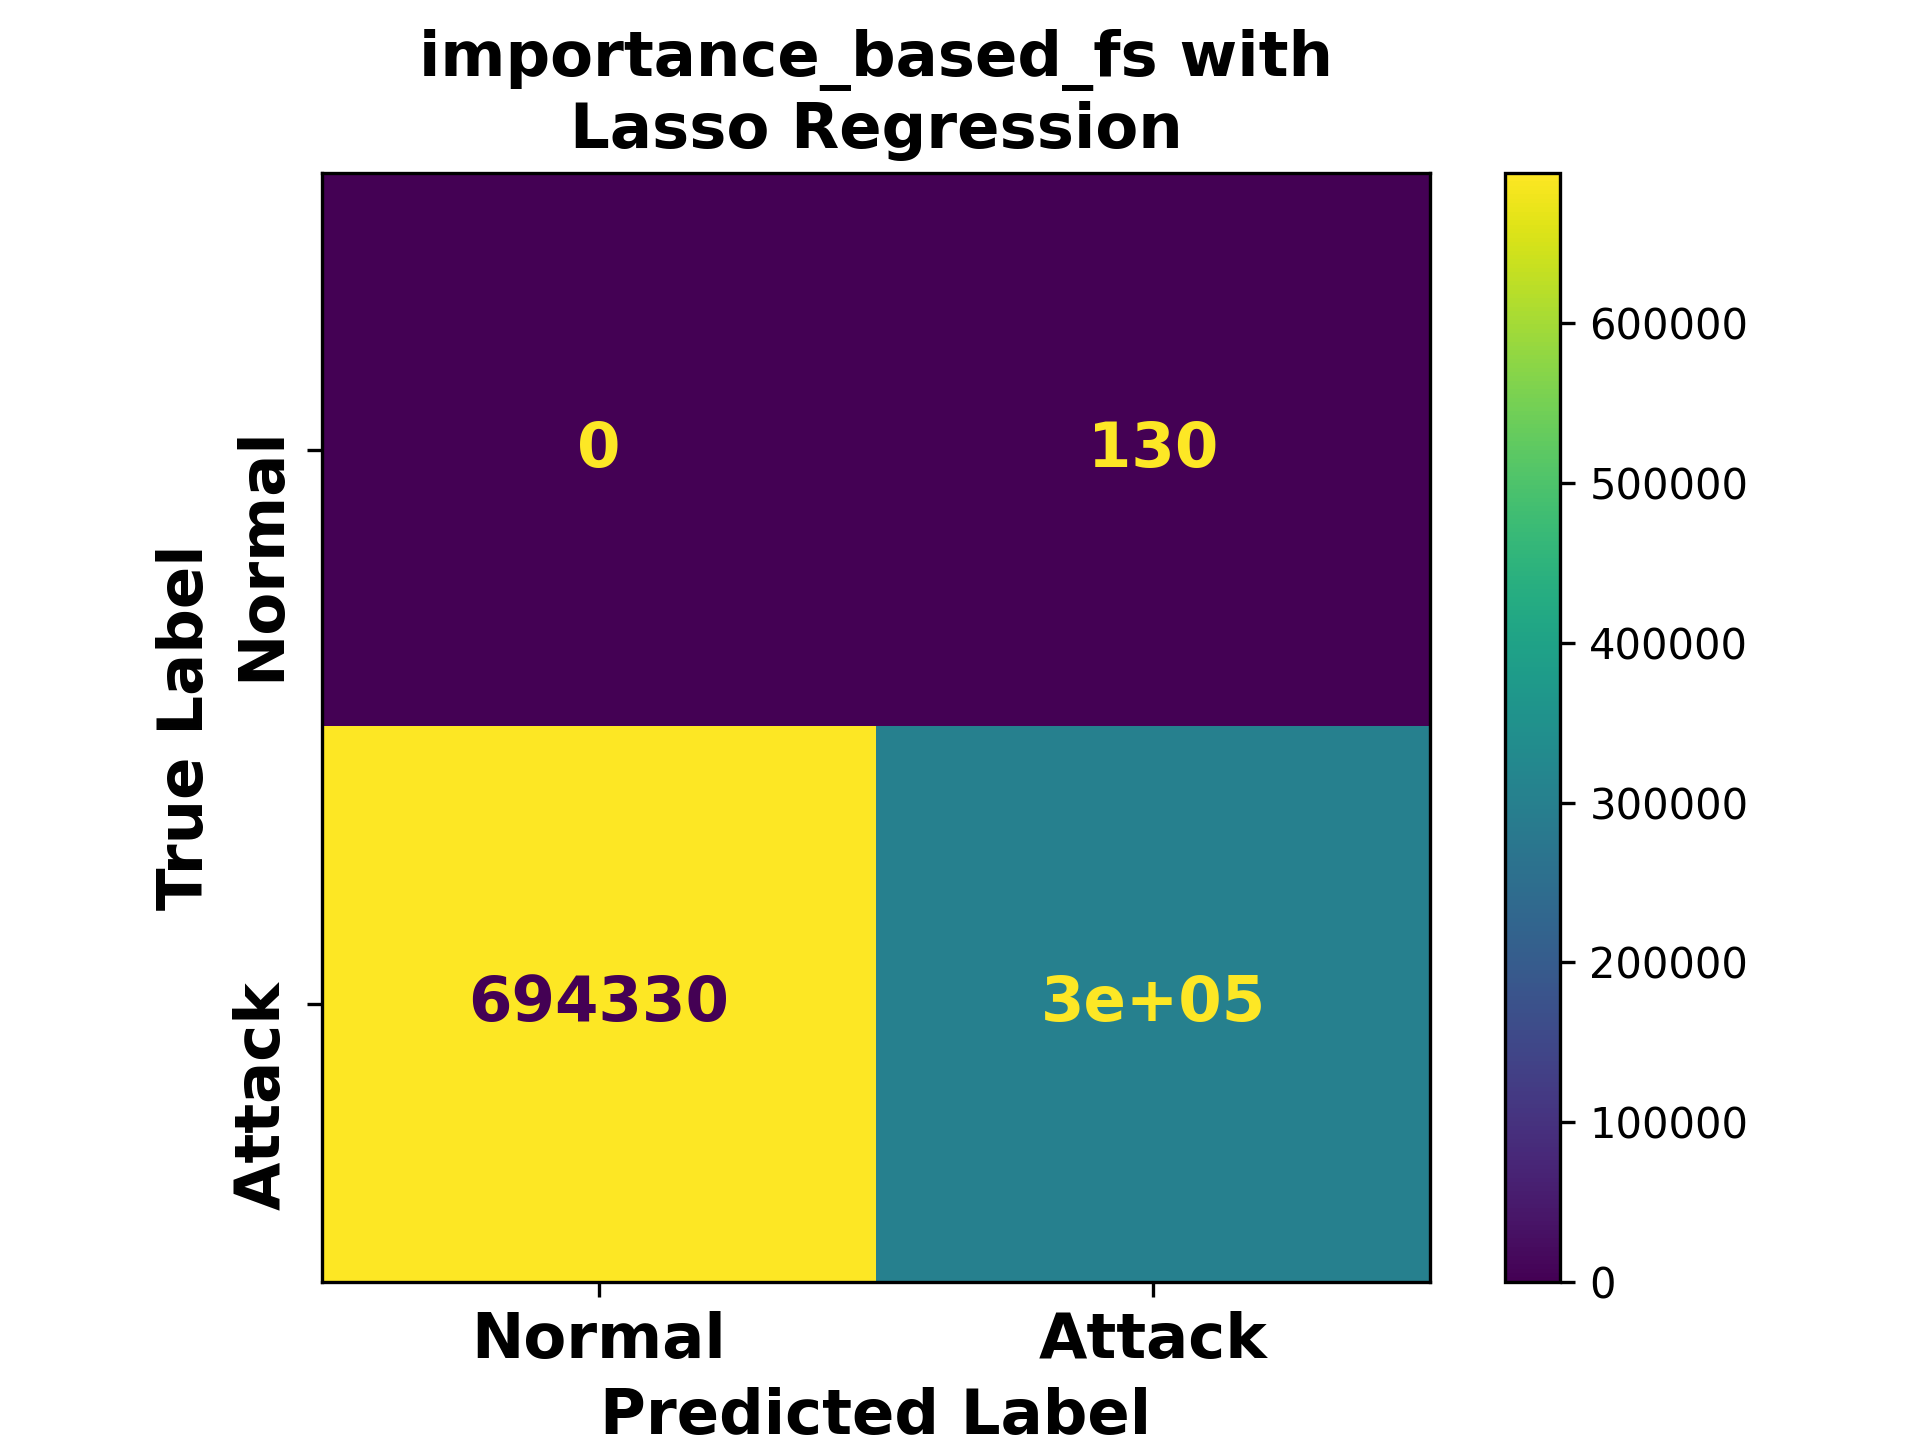 importance_based_fs with
Lasso Regression
True Label
Normal
Attack
0
130
694330
3e+05
Normal
Attack
Predicted Label
600000
500000
400000
300000
200000
100000
0